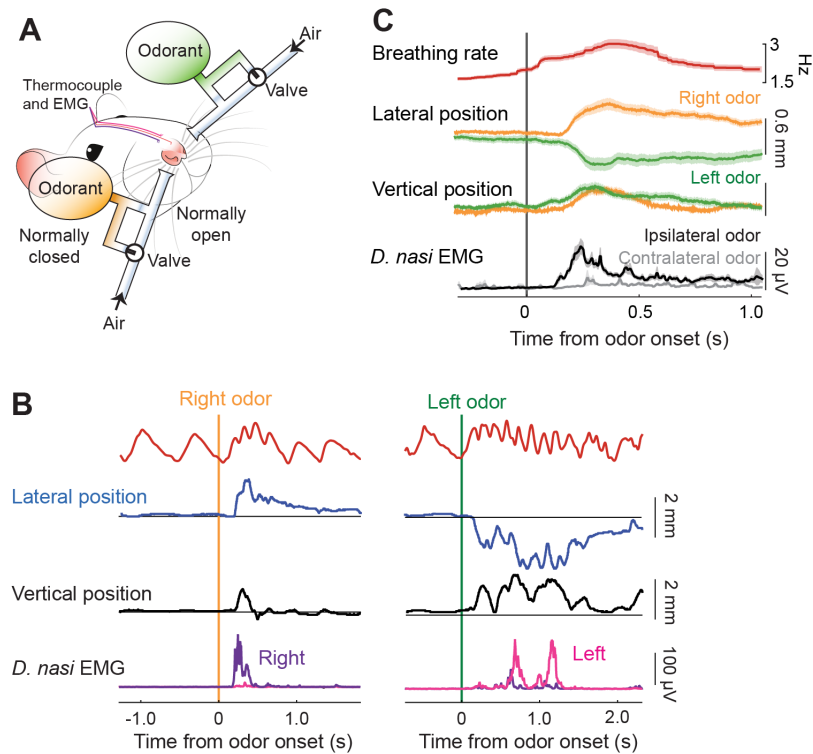 A
Odorant
Air
Valve
Thermocouple
and EMG
Odorant
Normally
open
Normally
closed
Valve
Air
C
Breathing rate
3
1.5
Hz
Lateral position
Right odor
0.6 mm
Vertical position
Left odor
D. nasi EMG
Ipsilateral odor
Contralateral odor
20 µV
0
0.5
1.0
Time from odor onset (s)
B
Right odor
Left odor
Lateral position
2 mm
Vertical position
2 mm
D. nasi EMG
Right
Left
100 µV
-1.0
0
1.0
0
1.0
2.0
Time from odor onset (s)
Time from odor onset (s)